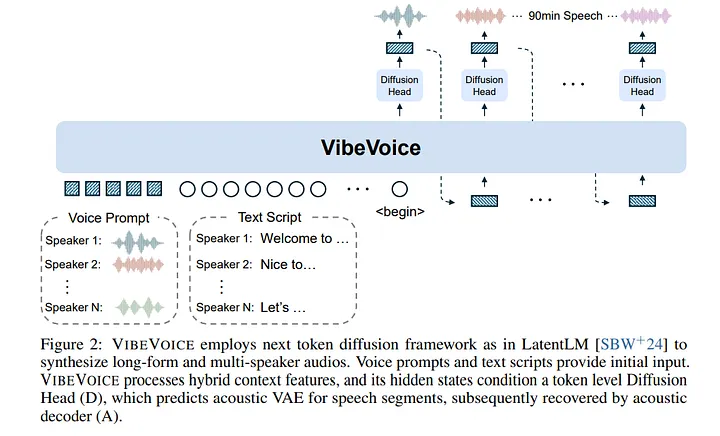 ··· 90min Speech ···
Diffusion Head
Diffusion Head
···
Diffusion Head
VibeVoice
···
<begin>
···
Voice Prompt
Speaker 1:
Speaker 2:
⋮
Speaker N:
Text Script
Speaker 1: Welcome to ...
Speaker 2: Nice to...
⋮
Speaker N: Let's ...
Figure 2: VIBEVOICE employs next token diffusion framework as in LatentLM [SBW+24] to
synthesize long-form and multi-speaker audios. Voice prompts and text scripts provide initial input.
VIBEVOICE processes hybrid context features, and its hidden states condition a token level Diffusion
Head (D), which predicts acoustic VAE for speech segments, subsequently recovered by acoustic
decoder (A).